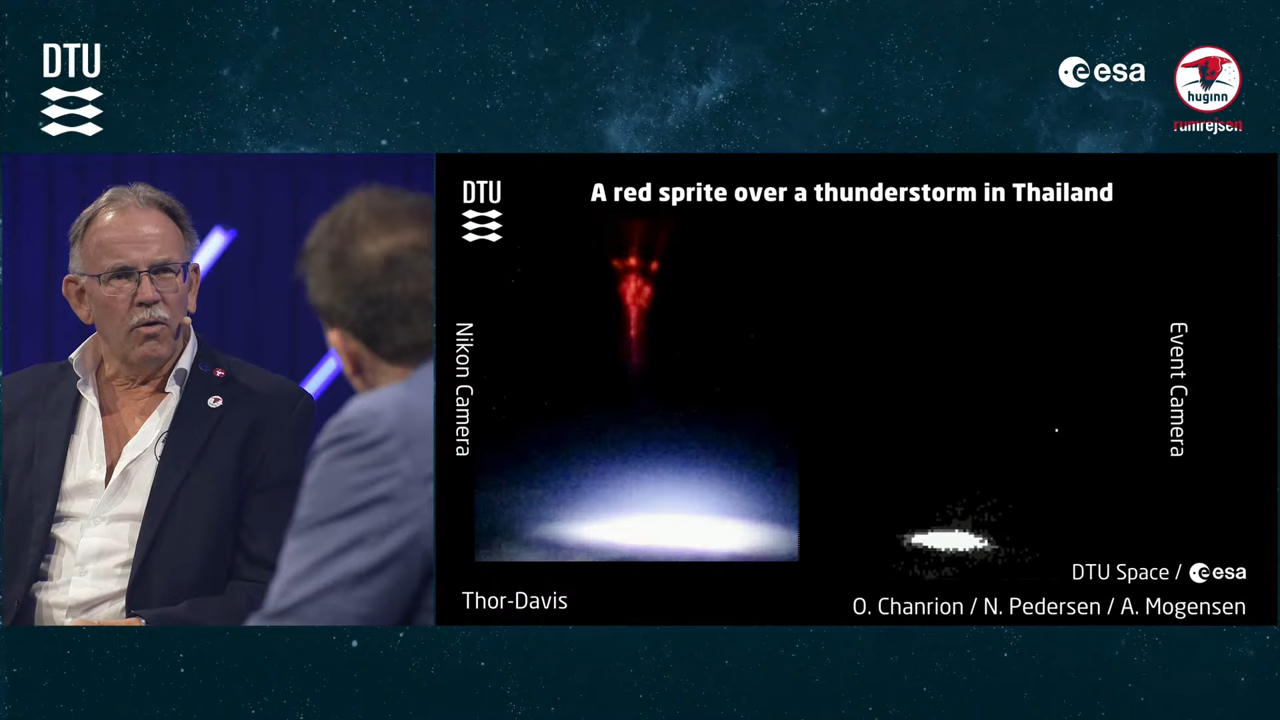 DTU
esa
huginn
rumrejsen
DTU
A red sprite over a thunderstorm in Thailand
Nikon Camera
Event Camera
DTU Space / esa
Thor-Davis
O. Chanrion / N. Pedersen / A. Mogensen